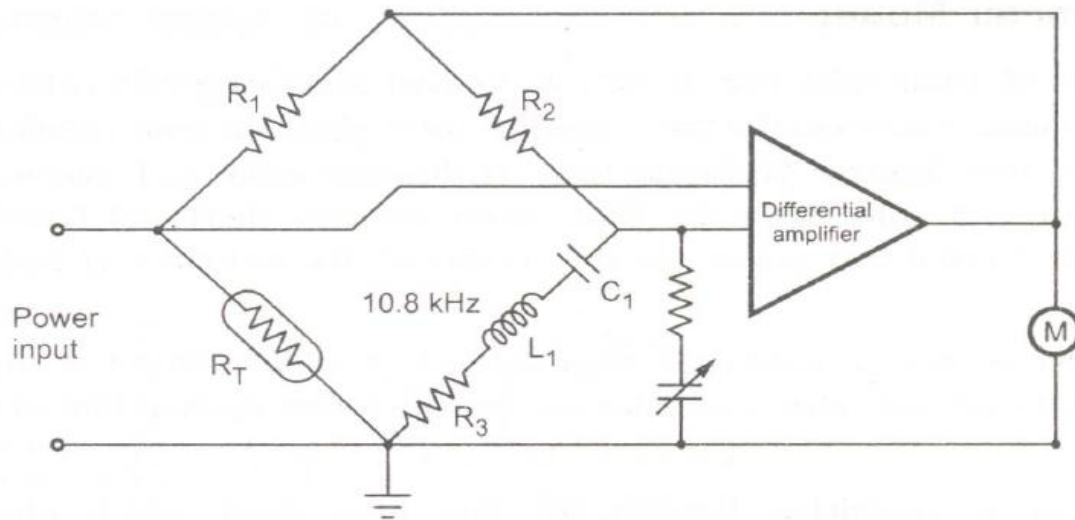 R1
R2
Differential
amplifier
10.8 kHz
C1
Power
input
L1
M
RT
R3